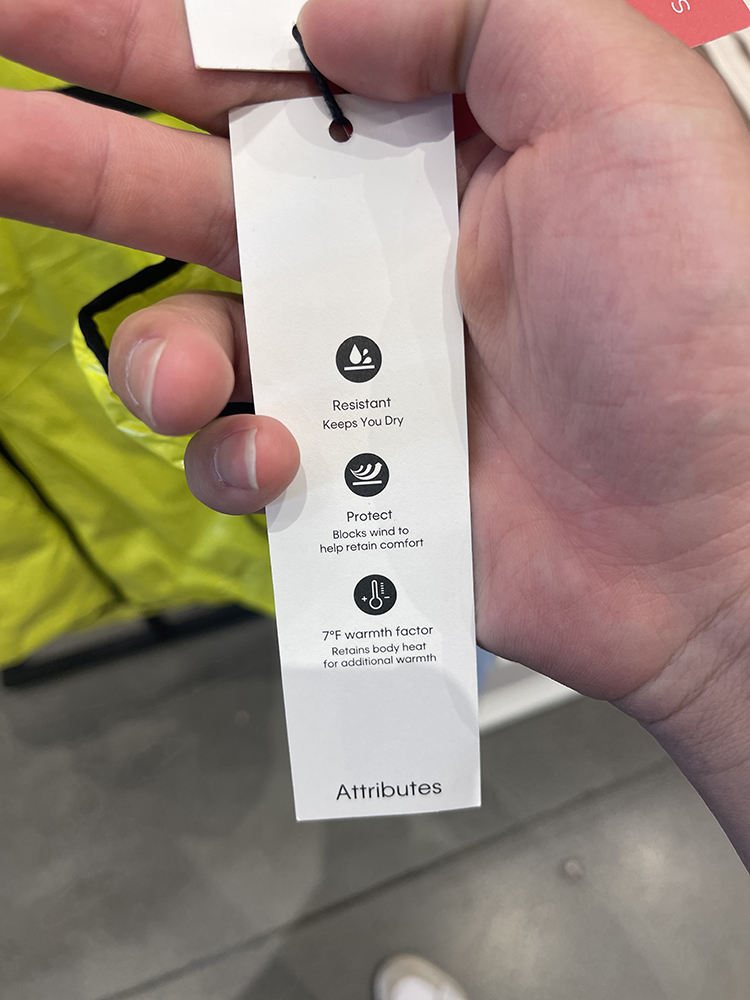 S
Resistant
Keeps You Dry
Protect
Blocks wind to
help retain comfort
7°F warmth factor
Retains body heat
for additional warmth
Attributes